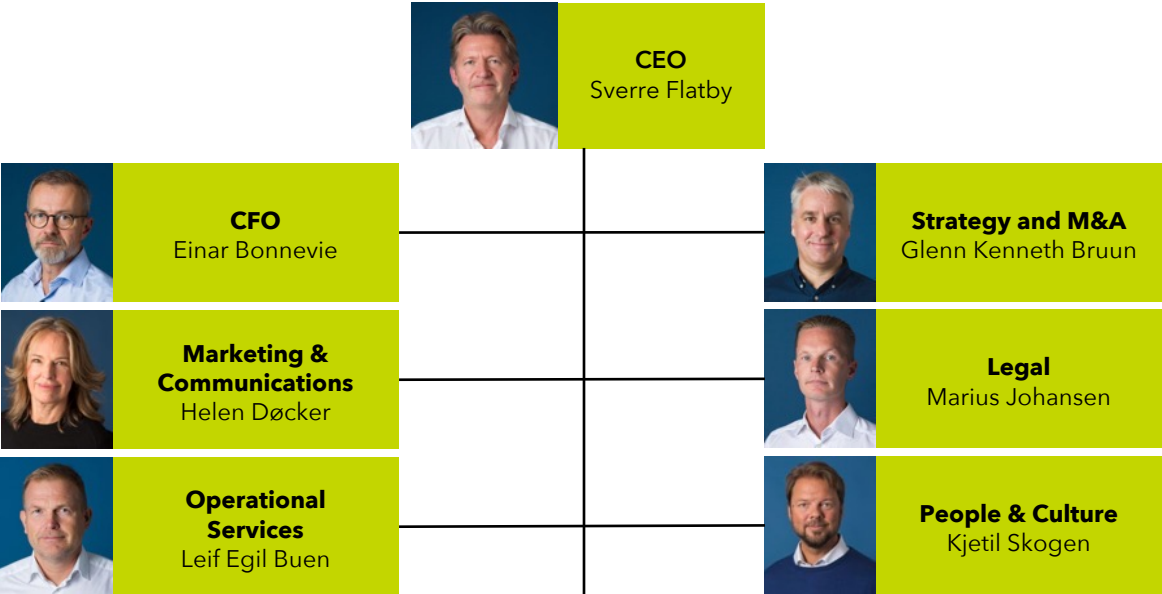 CEO
Sverre Flatby
CFO
Einar Bonnevie
Strategy and M&A
Glenn Kenneth Bruun
Marketing &
Communications
Helen Døcker
Legal
Marius Johansen
Operational
Services
Leif Egil Buen
People & Culture
Kjetil Skogen